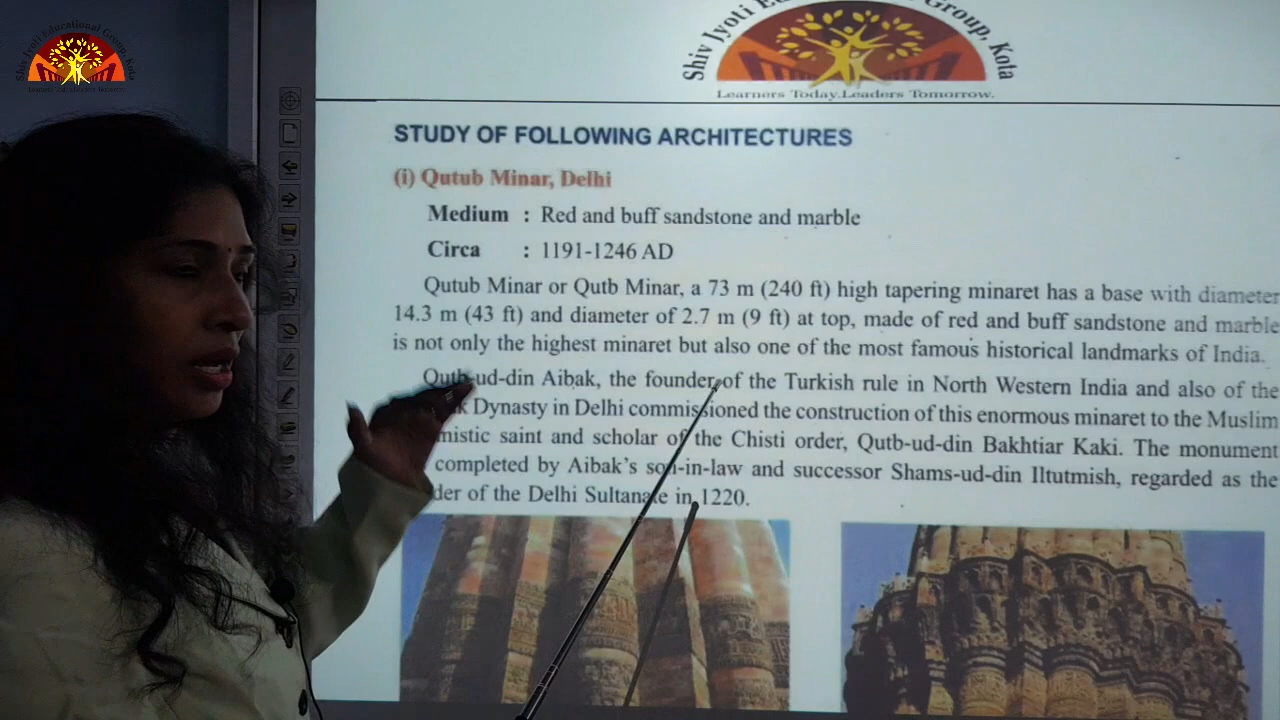 Shiv Jyoti Educational Group, Kota
Shiv Jyoti Ed Group, Kota
Learners Today.Leaders Tomorrow.
STUDY OF FOLLOWING ARCHITECTURES
(i) Qutub Minar, Delhi
Medium : Red and buff sandstone and marble
Circa : 1191-1246 AD
Qutub Minar or Qutb Minar, a 73 m (240 ft) high tapering minaret has a base with diameter
14.3 m (43 ft) and diameter of 2.7 m (9 ft) at top, made of red and buff sandstone and marble
is not only the highest minaret but also one of the most famous historical landmarks of India.
Qutb-ud-din Aibak, the founder of the Turkish rule in North Western India and also of the
k Dynasty in Delhi commissioned the construction of this enormous minaret to the Muslim
mistic saint and scholar of the Chisti order, Qutb-ud-din Bakhtiar Kaki. The monument
completed by Aibak's son-in-law and successor Shams-ud-din Iltutmish, regarded as the
der of the Delhi Sultanate in 1220.